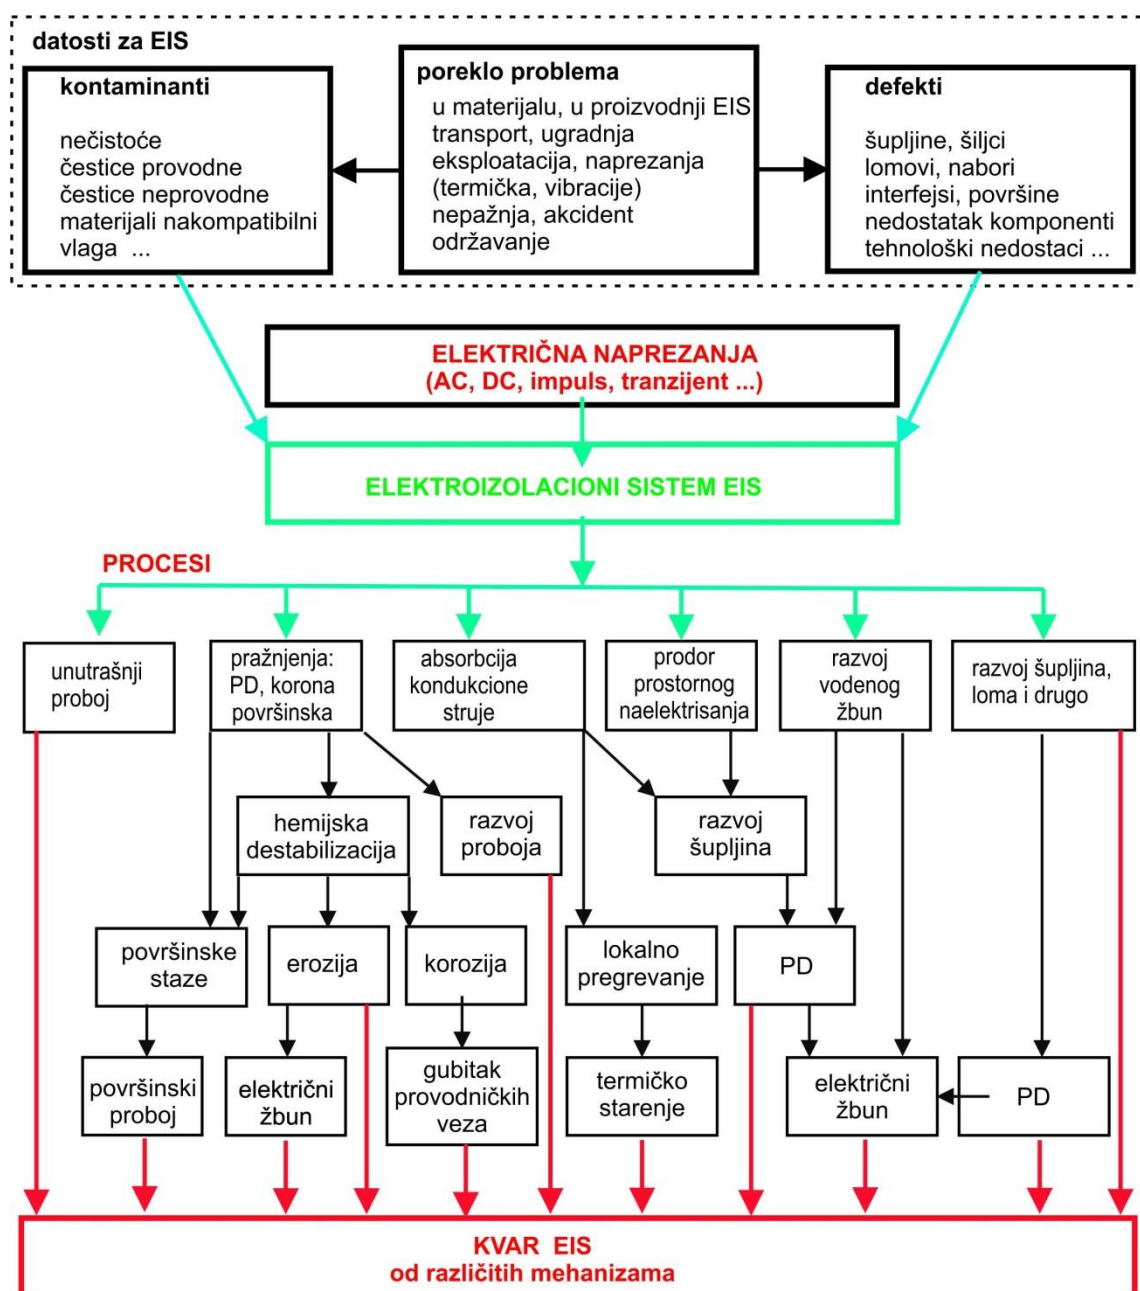 datosti za EIS
kontaminanti
nečistoće
čestice provodne
čestice neprovodne
materijali nakompatibilni
vlaga ...
poreklo problema
u materijalu, u proizvodnji EIS
transport, ugradnja
eksploatacija, naprezanja
(termička, vibracije)
nepažnja, akcident
održavanje
defekti
šupljine, šiljci
lomovi, nabori
interfejsi, površine
nedostatak komponenti
tehnološki nedostaci ...
ELEKTRIČNA NAPREZANJA
(AC, DC, impuls, tranzijent ...)
ELEKTROIZOLACIONI SISTEM EIS
PROCESI
unutrašnji
proboj
pražnjenja:
PD, korona
površinska
absorbcija
kondukcione
struje
prodor
prostornog
naelektrisanja
razvoj
vodenog
žbun
razvoj šupljina,
loma i drugo
hemijska
destabilizacija
razvoj
proboja
razvoj
šupljina
površinske
staze
erozija
korozija
lokalno
pregrevanje
PD
površinski
proboj
električni
žbun
gubitak
provodničkih
veza
termičko
starenje
električni
žbun
PD
KVAR EIS
od različitih mehanizama